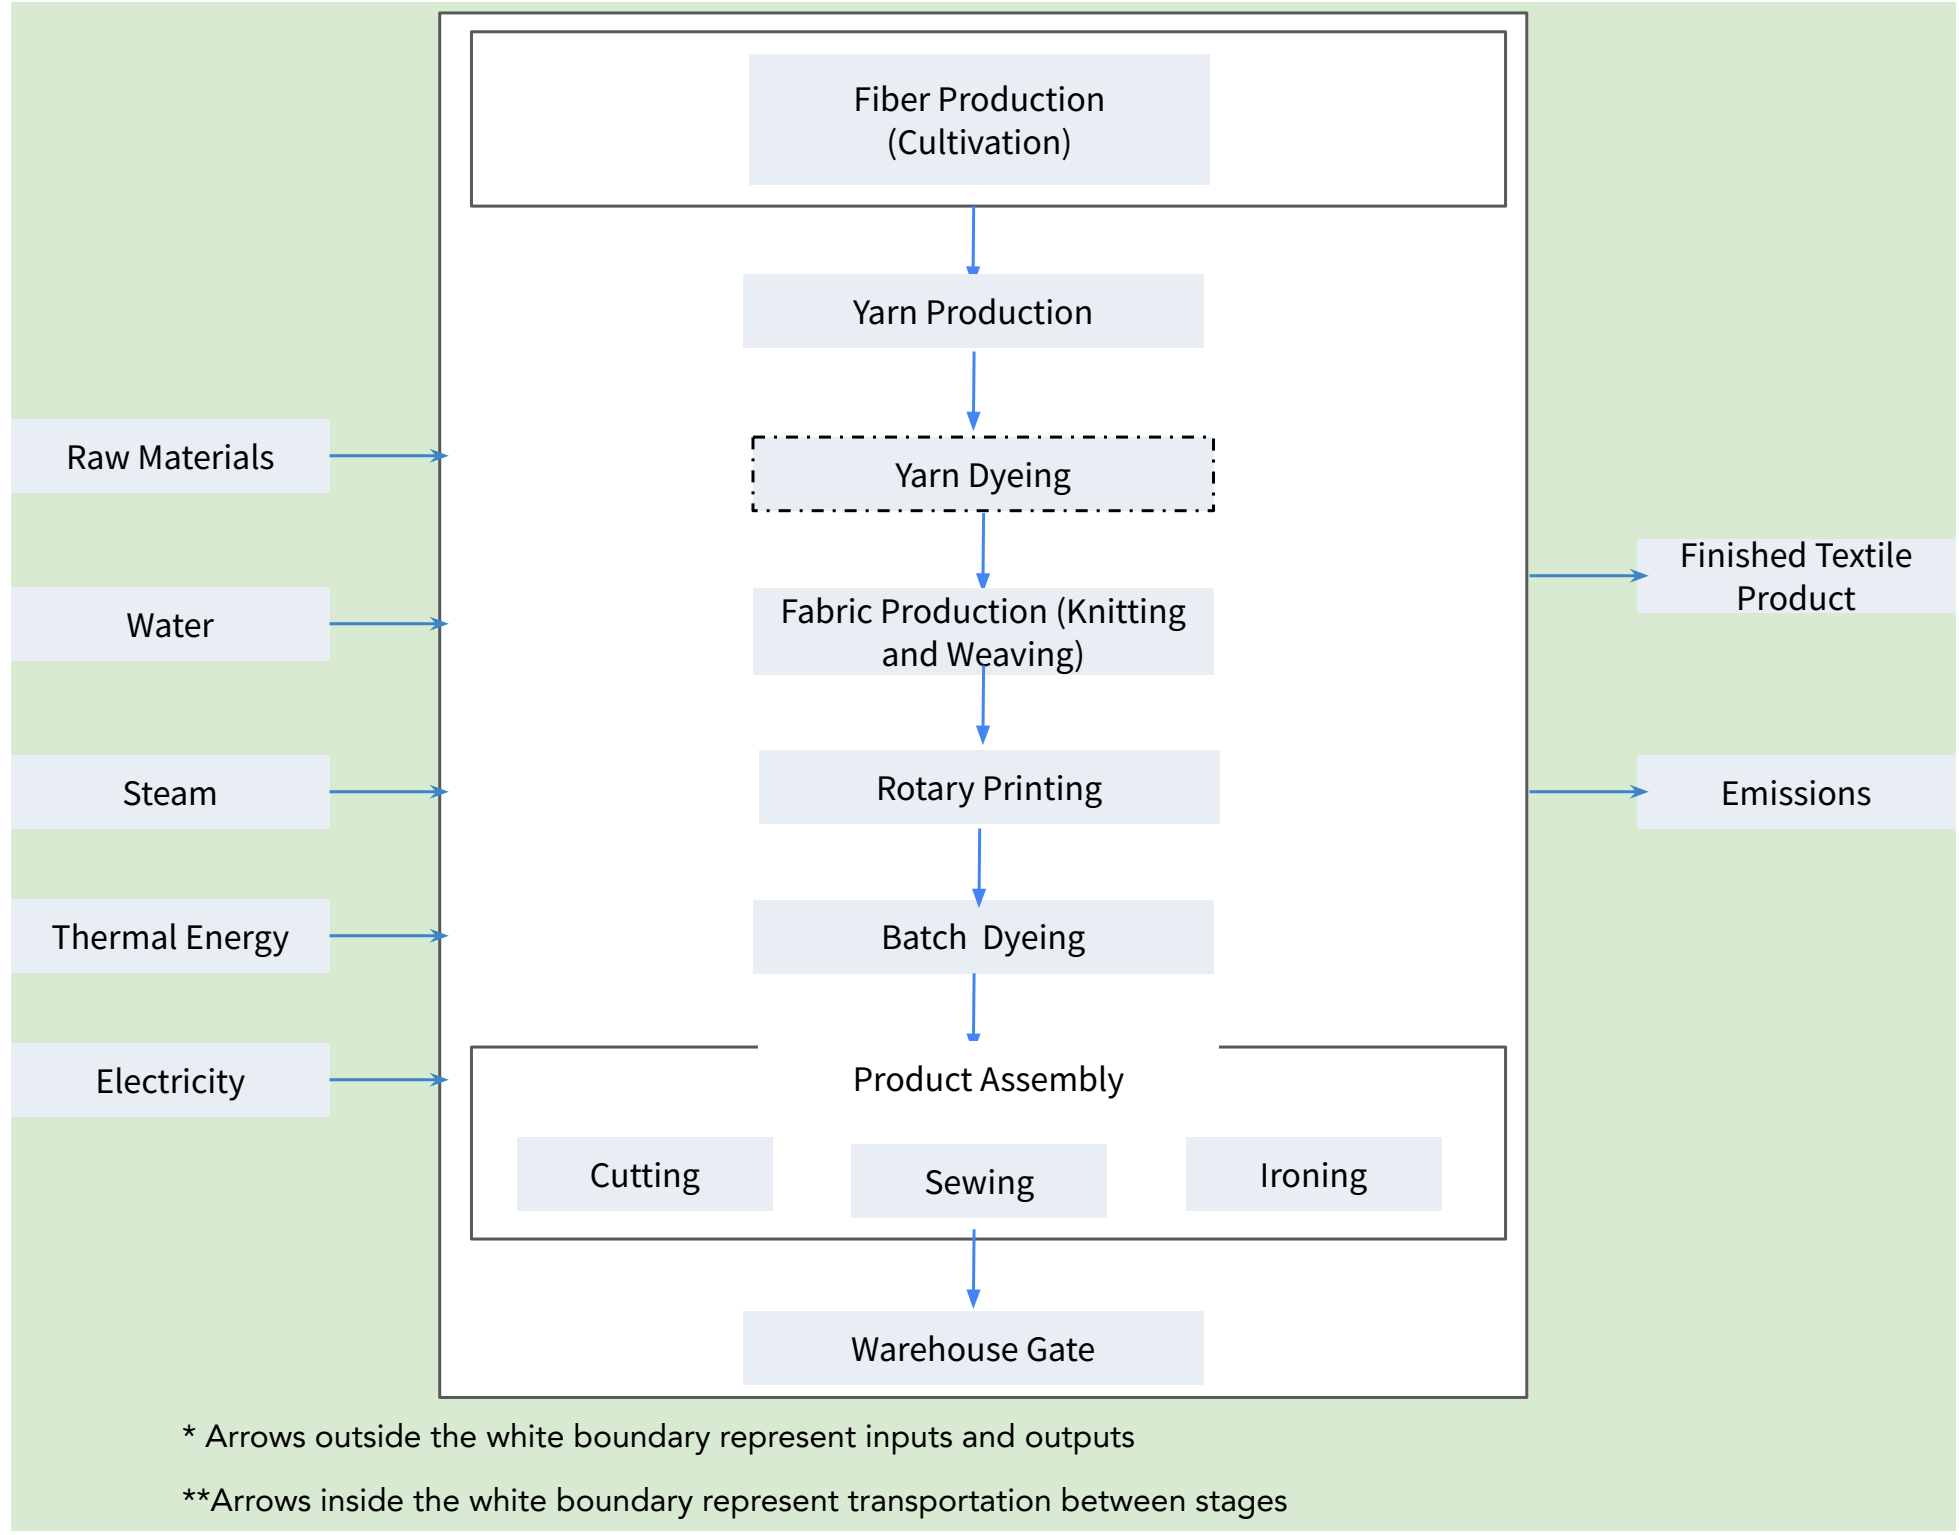 Fiber Production
(Cultivation)
Yarn Production
Raw Materials
Yarn Dyeing
Finished Textile
Product
Water
Fabric Production (Knitting
and Weaving)
Steam
Rotary Printing
Emissions
Thermal Energy
Batch  Dyeing
Electricity
Product Assembly
Cutting
Sewing
Ironing
Warehouse Gate
* Arrows outside the white boundary represent inputs and outputs
**Arrows inside the white boundary represent transportation between stages